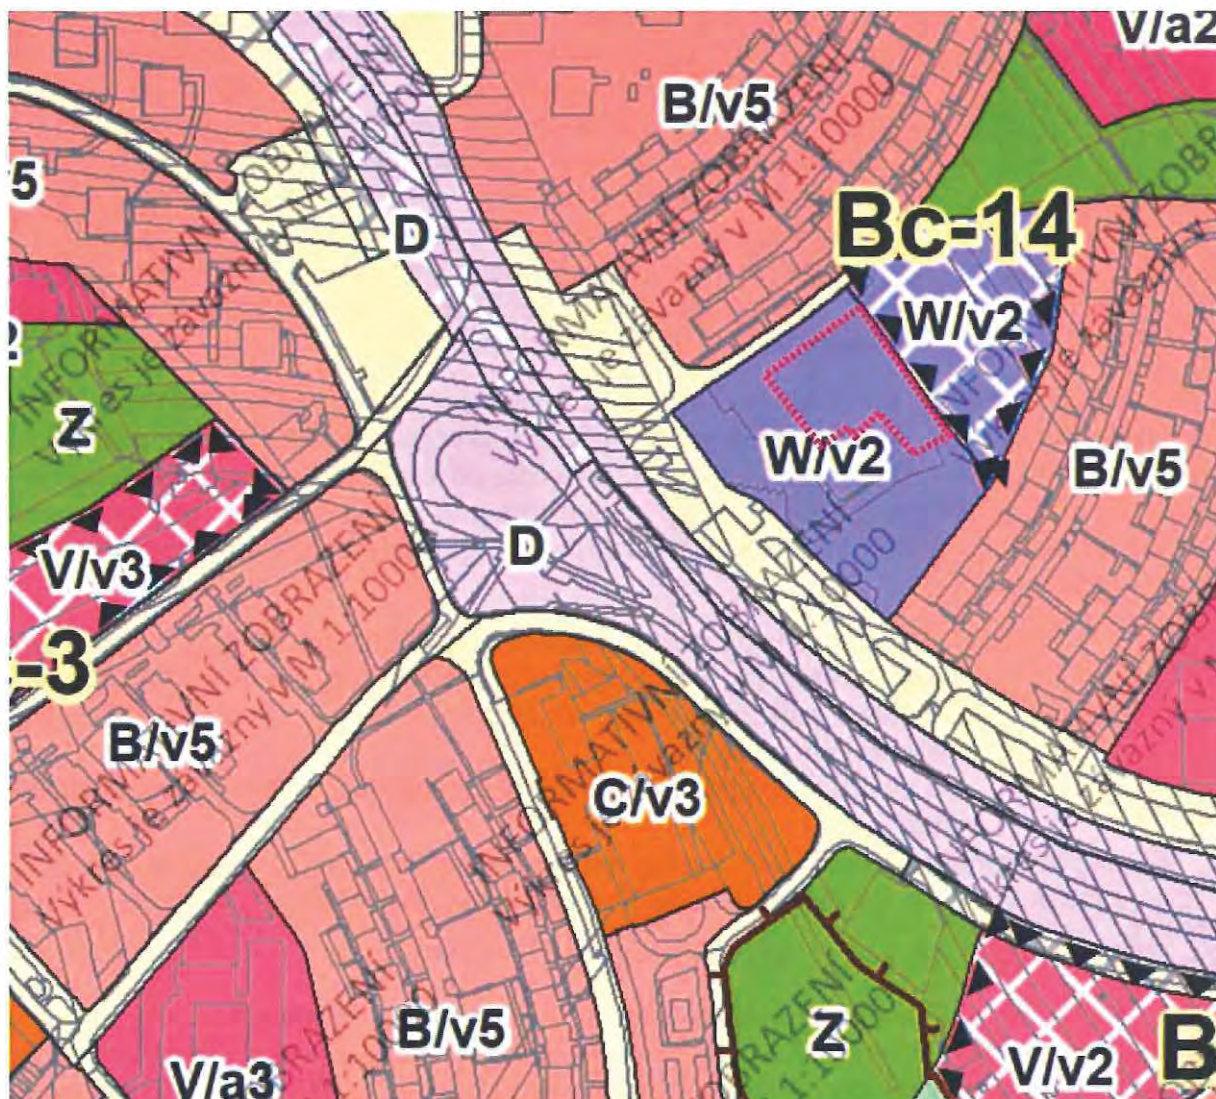 V/a2
B/v5
5
Bc-14
D
W/v2
W/v2
Z
B/v5
V/v3
D
-3
B/v5
C/v3
B/v5
Z
V/a3
V/v2
B
INFORMATIVNÍ ZOBRAZENÍ
Výkres je závazný v M 1:10000